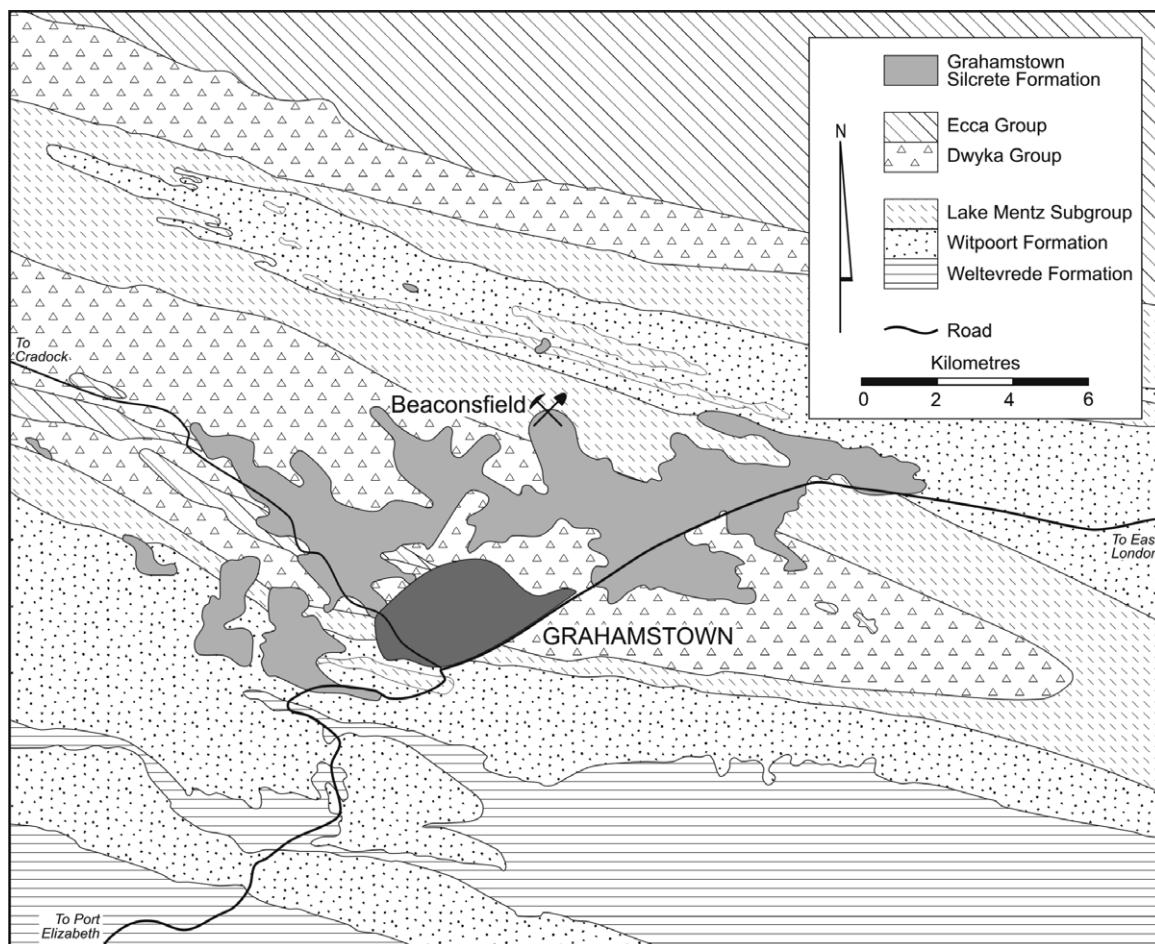 Grahamstown
Silcrete Formation
N
Ecca Group
Dwyka Group
Lake Mentz Subgroup
Witpoort Formation
Weltevrede Formation
Road
Kilometres
0 2 4 6
To
Cradock
Beaconsfield
To East
London
GRAHAMSTOWN
To Port
Elizabeth